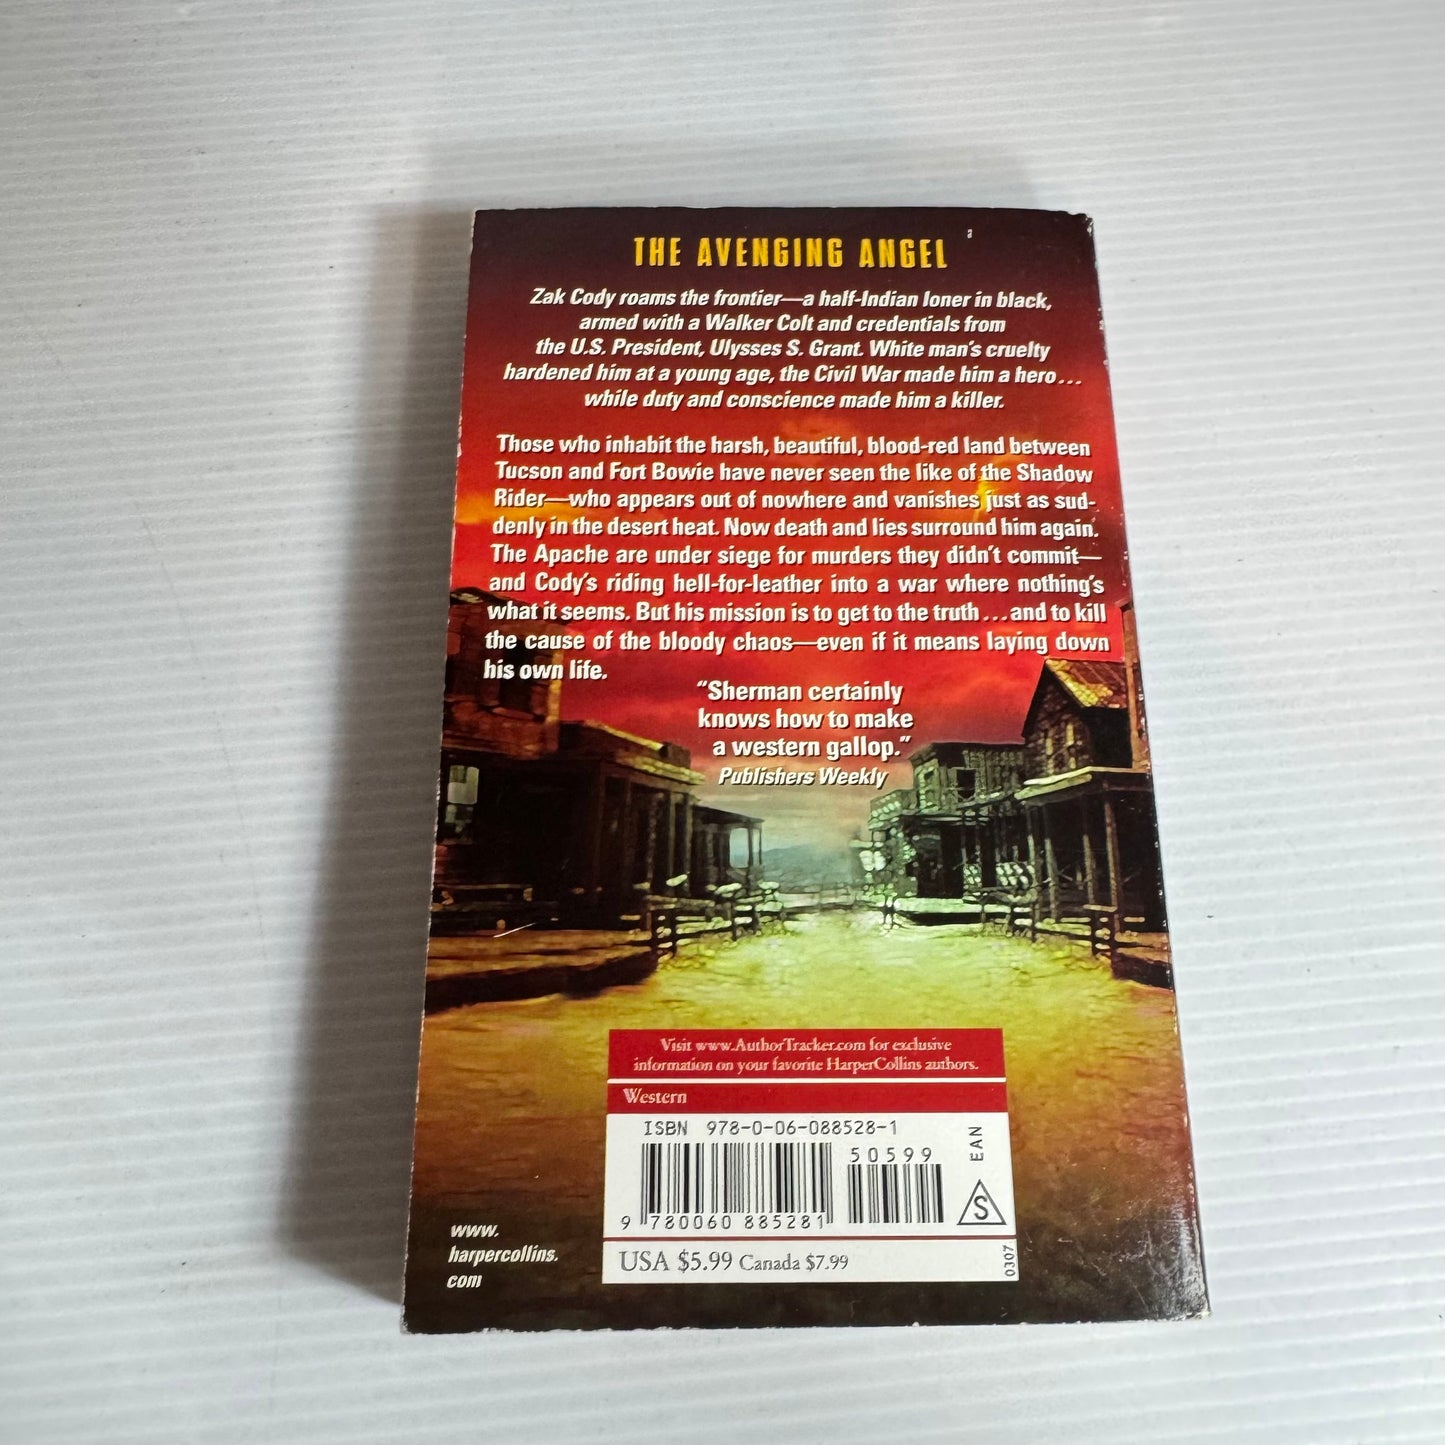 THE AVENGING ANGEL
Zak Cody roams the frontier—a half-Indian loner in black,
armed with a Walker Colt and credentials from
the U.S. President, Ulysses S. Grant. White man's cruelty
hardened him at a young age, the Civil War made him a hero...
while duty and conscience made him a killer.
Those who inhabit the harsh, beautiful, blood-red land between
Tucson and Fort Bowie have never seen the like of the Shadow
Rider—who appears out of nowhere and vanishes just as sud-
denly in the desert heat. Now death and lies surround him again.
The Apache are under siege for murders they didn't commit—
and Cody's riding hell-for-leather into a war where nothing's
what it seems. But his mission is to get to the truth...and to kill
the cause of the bloody chaos—even if it means laying down
his own life.
"Sherman certainly
knows how to make
a western gallop."
Publishers Weekly
Visit www.AuthorTracker.com for exclusive
information on your favorite HarperCollins authors.
Western
ISBN 978-0-06-088528-1
50599
EAN
S
9 780060 885281
USA $5.99 Canada $7.99
0307
www.
harpercollins.
com